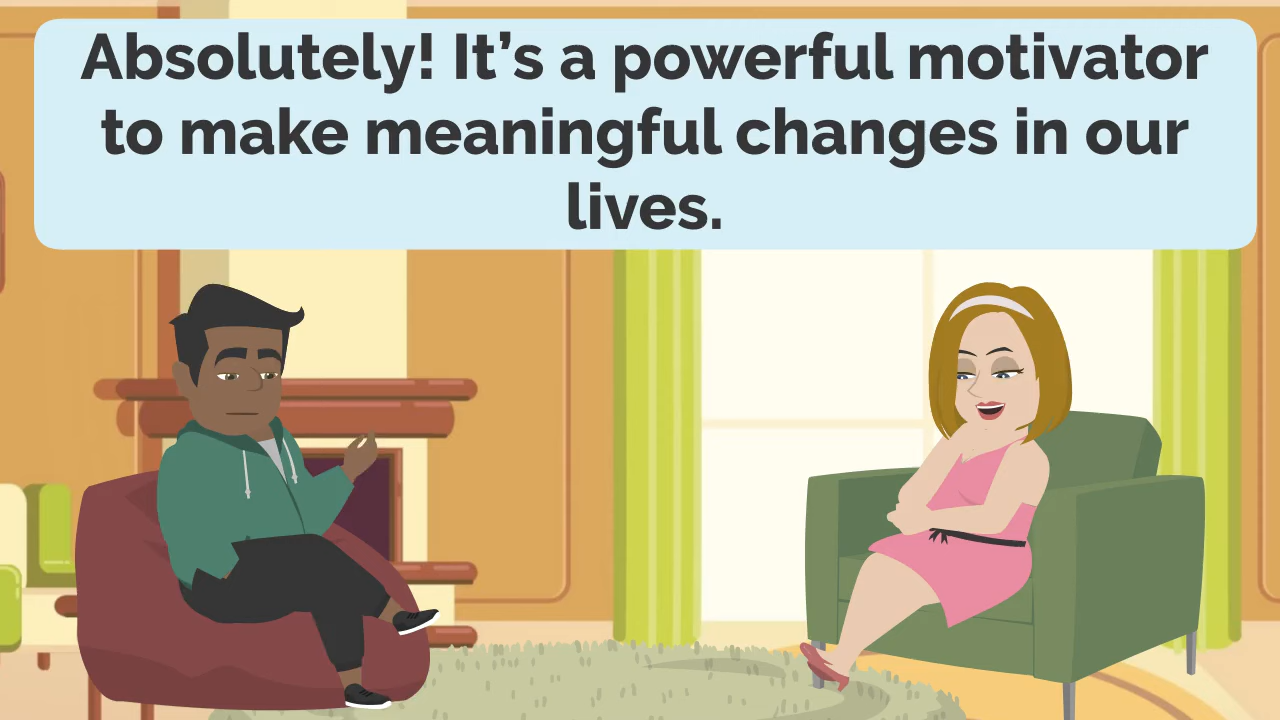 Absolutely! It’s a powerful motivator
to make meaningful changes in our
lives.